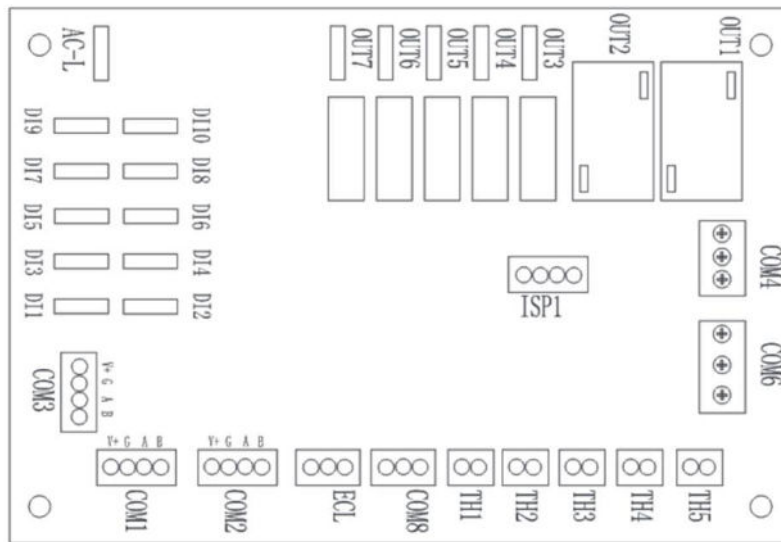 AC-L
OUT7
OUT6
OUT5
OUT4
OUT3
OUT2
OUT1
DI9
DI10
DI7
DI8
DI5
DI6
DI3
DI4
DI1
DI2
COM4
ISP1
COM6
COM3
V+ G A B
V+ G A B
V+ G A B
COM1
COM2
ECL
COM8
TH1
TH2
TH3
TH4
TH5